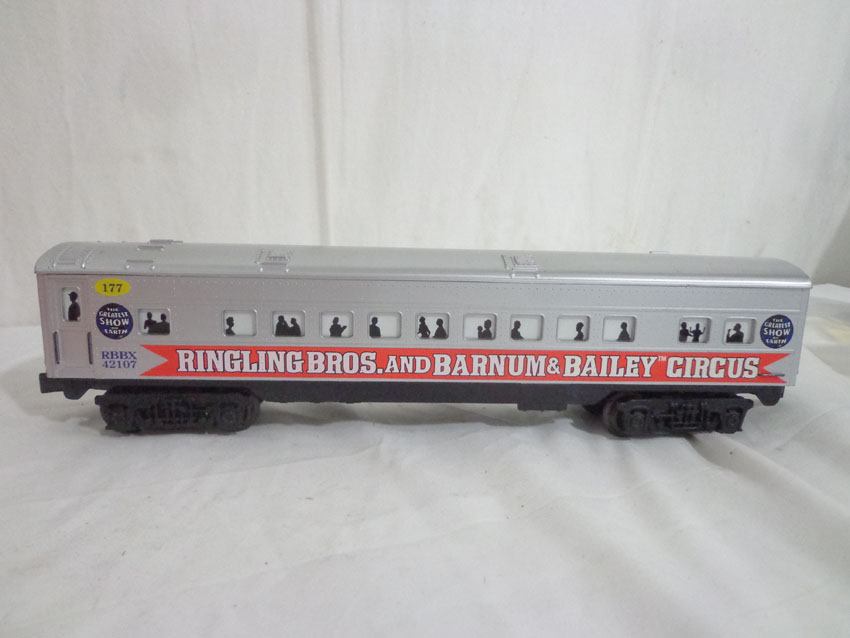 177
THE
GREATEST
SHOW
ON
EARTH
RBBX
42107
RINGLING BROS. AND BARNUM & BAILEY™ CIRCUS
THE
GREATEST
SHOW
ON
EARTH